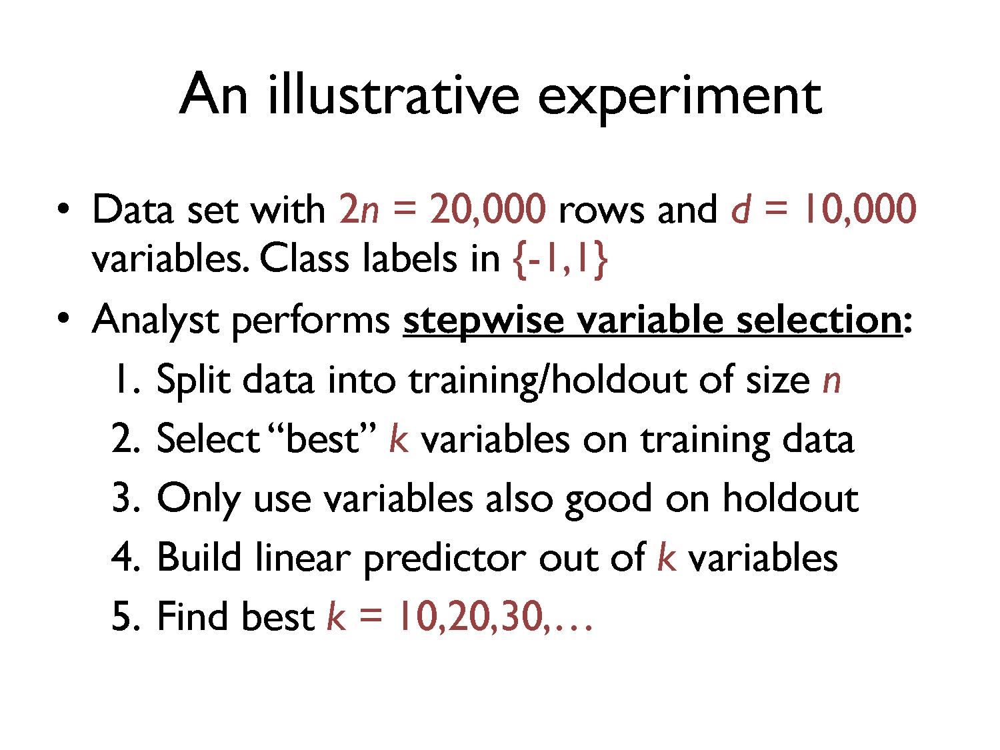 An illustrative experiment
• Data set with 2n = 20,000 rows and d = 10,000
variables. Class labels in {-1,1}
• Analyst performs stepwise variable selection:
1. Split data into training/holdout of size n
2. Select “best” k variables on training data
3. Only use variables also good on holdout
4. Build linear predictor out of k variables
5. Find best k = 10,20,30,…